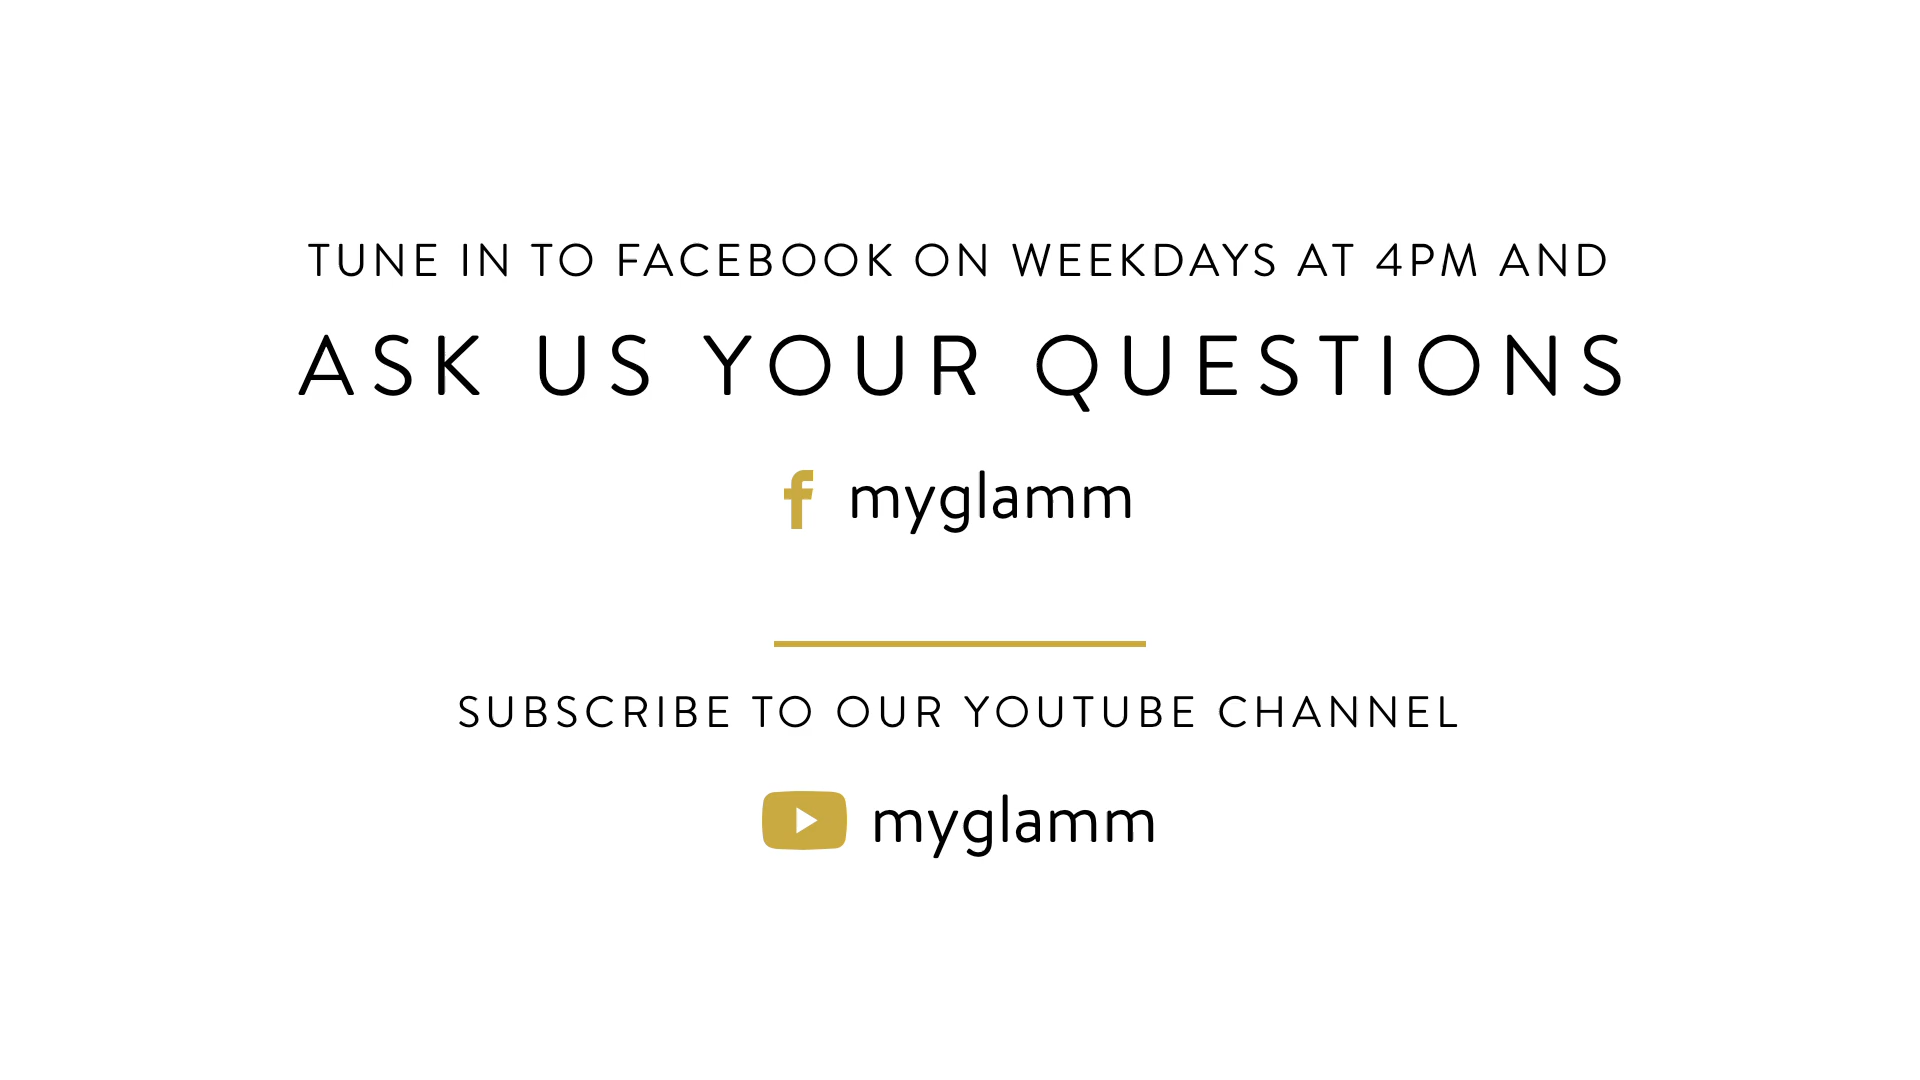 TUNE IN TO FACEBOOK ON WEEKDAYS AT 4PM AND
ASK US YOUR QUESTIONS
myglamm
SUBSCRIBE TO OUR YOUTUBE CHANNEL
myglamm